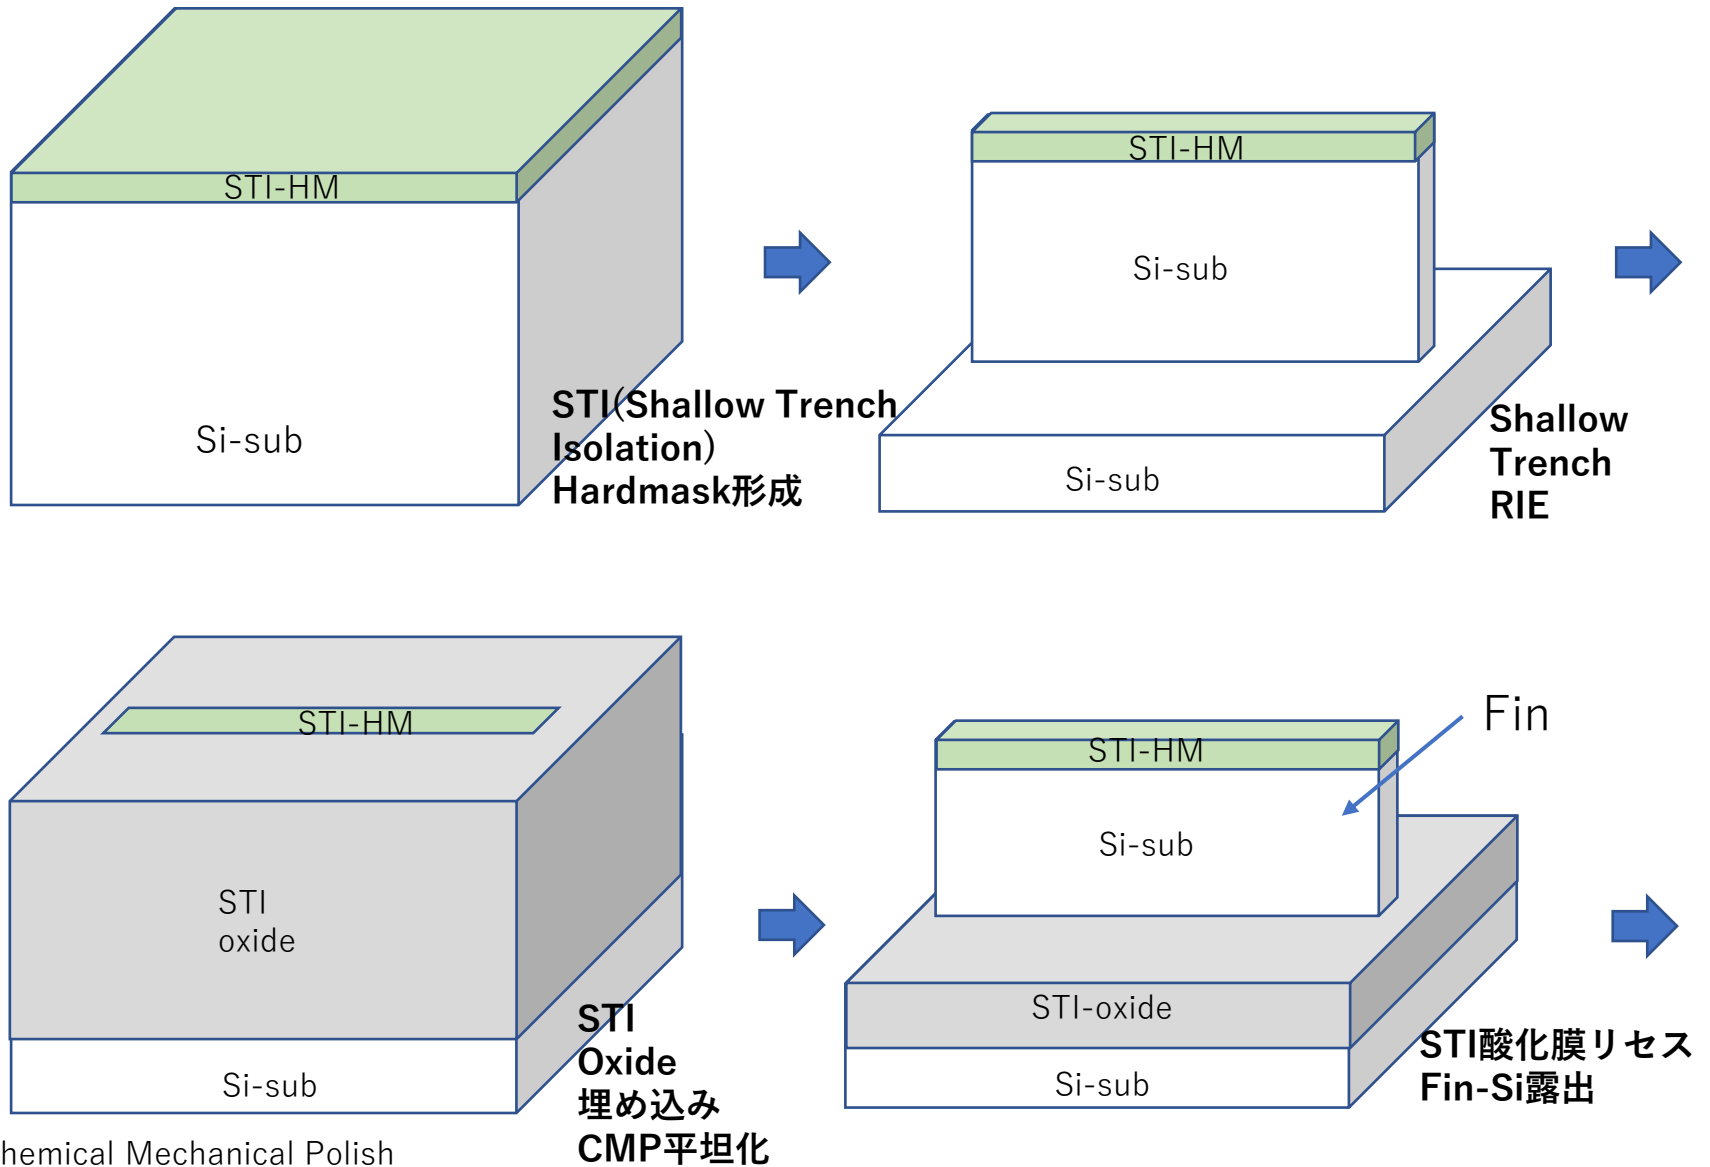 STI-HM
Si-sub
STI(Shallow Trench
Isolation)
Hardmask形成
STI-HM
Si-sub
Si-sub
Shallow
Trench
RIE
STI-HM
STI
oxide
Si-sub
STI
Oxide
埋め込み
CMP平坦化
hemical Mechanical Polish
Fin
STI-HM
Si-sub
STI-oxide
Si-sub
STI酸化膜リセス
Fin-Si露出